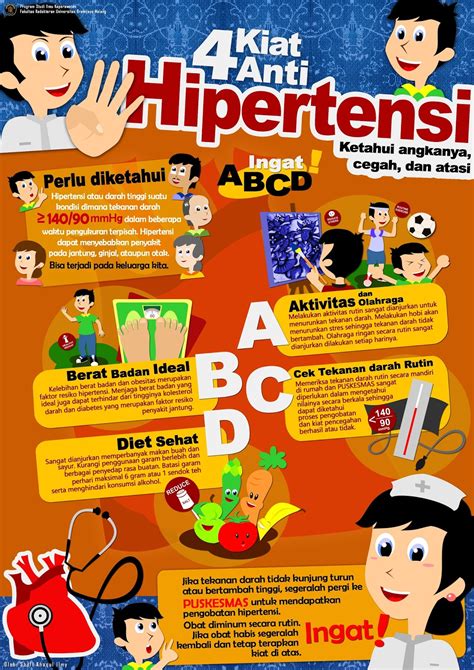 Program Studi Ilmu Keperawatan
Fakultas Kedokteran Universitas Brawijaya Malang
4 Kiat
Anti
Hipertensi
Ketahui angkanya,
cegah, dan atasi
Ingat !
ABCD
Perlu diketahui
Hipertensi atau darah tinggi suatu
kondisi dimana tekanan darah
≥ 140/90 mmHg dalam beberapa
waktu pengukuran terpisah. Hipertensi
dapat menyebabkan penyakit
pada jantung, ginjal, ataupun otak.
Bisa terjadi pada keluarga kita.
A
Aktivitas dan Olahraga
Melakukan aktivitas rutin sangat dianjurkan untuk
menurunkan tekanan darah. Melakukan hobi akan
menurunkan stres sehingga tekanan darah tidak
bertambah. Olahraga ringan secara rutin sangat
dianjurkan dilakukan setiap harinya.
B
Berat Badan Ideal
Kelebihan berat badan dan obesitas merupakan
faktor resiko hipertensi. Menjaga berat badan yang
ideal juga dapat terhindar dari tingginya kolesterol
darah dan diabetes yang merupakan faktor resiko
penyakit jantung.
C
Cek Tekanan darah Rutin
Memeriksa tekanan darah rutin secara mandiri
di rumah dan PUSKESMAS sangat
diperlukan dalam mengetahui
nilainya secara berkala sehingga
dapat diketahui
proses pengobatan
dan kiat pencegahan
berhasil atau tidak.
<140
90
mmHg
D
Diet Sehat
Sangat dianjurkan memperbanyak makan buah dan
sayur. Kurangi penggunaan garam berlebih dan
berbagai penyedap rasa buatan. Batasi garam
perhari maksimal 6 gram atau 1 sendok teh
serta menghindari konsumsi alkohol.
REDUCE
SALT
Jika tekanan darah tidak kunjung turun
atau bertambah tinggi, segeralah pergi ke
PUSKESMAS untuk mendapatkan
pengobatan hipertensi.
Obat diminum secara rutin.
Jika obat habis segeralah
kembali dan tetap terapkan
kiat di atas.
Ingat!